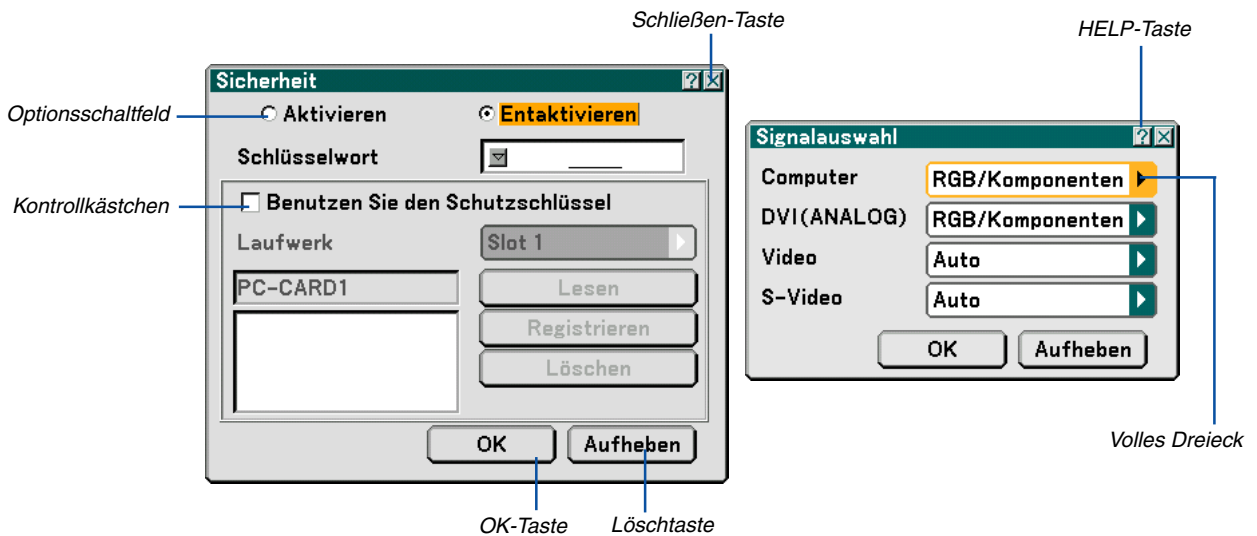 Schließen-Taste
HELP-Taste
Sicherheit
Optionsschaltfeld
Aktivieren
Entaktivieren
Schlüsselwort
Kontrollkästchen
Benutzen Sie den Schutzschlüssel
Laufwerk
Slot 1
PC-CARD1
Lesen
Registrieren
Löschen
OK
Aufheben
OK-Taste
Löschtaste
Signalauswahl
Computer
RGB/Komponenten
DVI(ANALOG)
RGB/Komponenten
Video
Auto
S-Video
Auto
OK
Aufheben
Volles Dreieck